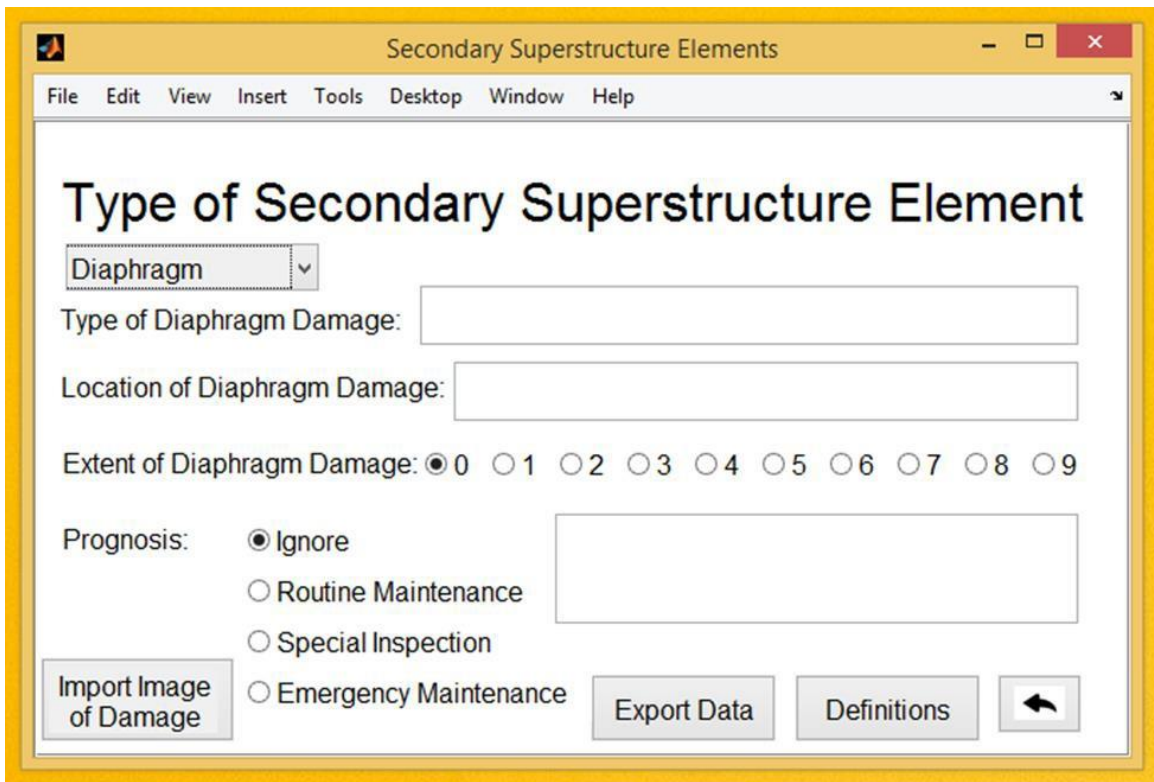 Secondary Superstructure Elements
File Edit View Insert Tools Desktop Window Help
Type of Secondary Superstructure Element
Diaphragm
Type of Diaphragm Damage:
Location of Diaphragm Damage:
Extent of Diaphragm Damage: 0 1 2 3 4 5 6 7 8 9
Prognosis: Ignore
Routine Maintenance
Special Inspection
Emergency Maintenance
Import Image
of Damage
Export Data
Definitions